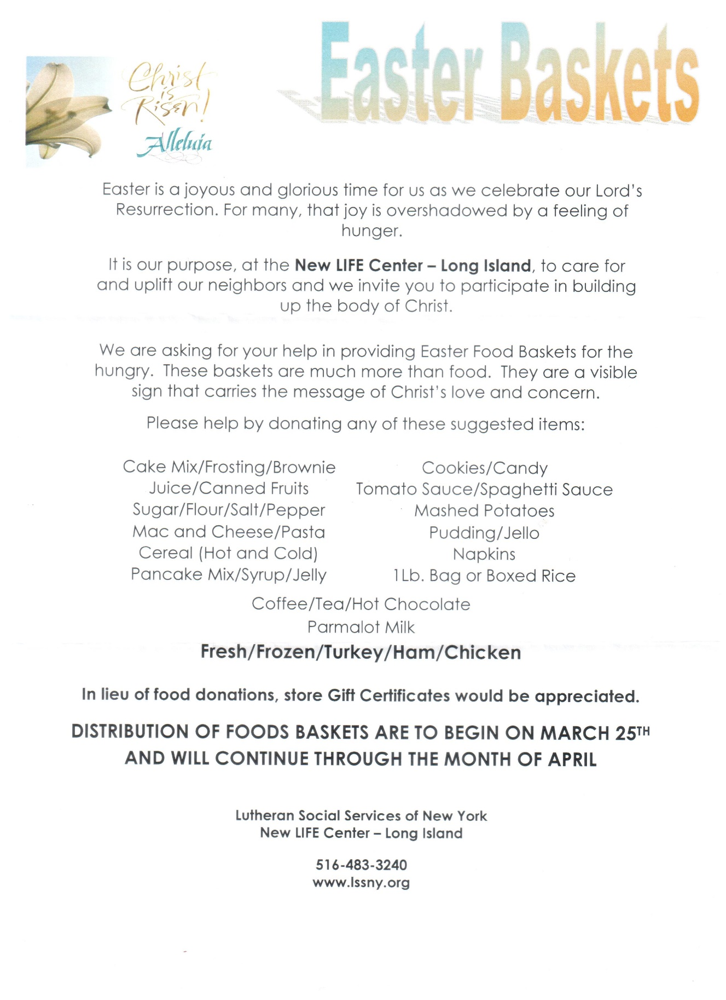 Easter Baskets
Christ
is
Risen!
Alleluia
Easter is a joyous and glorious time for us as we celebrate our Lord's
Resurrection. For many, that joy is overshadowed by a feeling of
hunger.
It is our purpose, at the New LIFE Center – Long Island, to care for
and uplift our neighbors and we invite you to participate in building
up the body of Christ.
We are asking for your help in providing Easter Food Baskets for the
hungry. These baskets are much more than food. They are a visible
sign that carries the message of Christ's love and concern.
Please help by donating any of these suggested items:
Cake Mix/Frosting/Brownie
Juice/Canned Fruits
Sugar/Flour/Salt/Pepper
Mac and Cheese/Pasta
Cereal (Hot and Cold)
Pancake Mix/Syrup/Jelly
Cookies/Candy
Tomato Sauce/Spaghetti Sauce
Mashed Potatoes
Pudding/Jello
Napkins
1Lb. Bag or Boxed Rice
Coffee/Tea/Hot Chocolate
Parmalot Milk
Fresh/Frozen/Turkey/Ham/Chicken
In lieu of food donations, store Gift Certificates would be appreciated.
DISTRIBUTION OF FOODS BASKETS ARE TO BEGIN ON MARCH 25TH
AND WILL CONTINUE THROUGH THE MONTH OF APRIL
Lutheran Social Services of New York
New LIFE Center – Long Island
516-483-3240
www.lssny.org